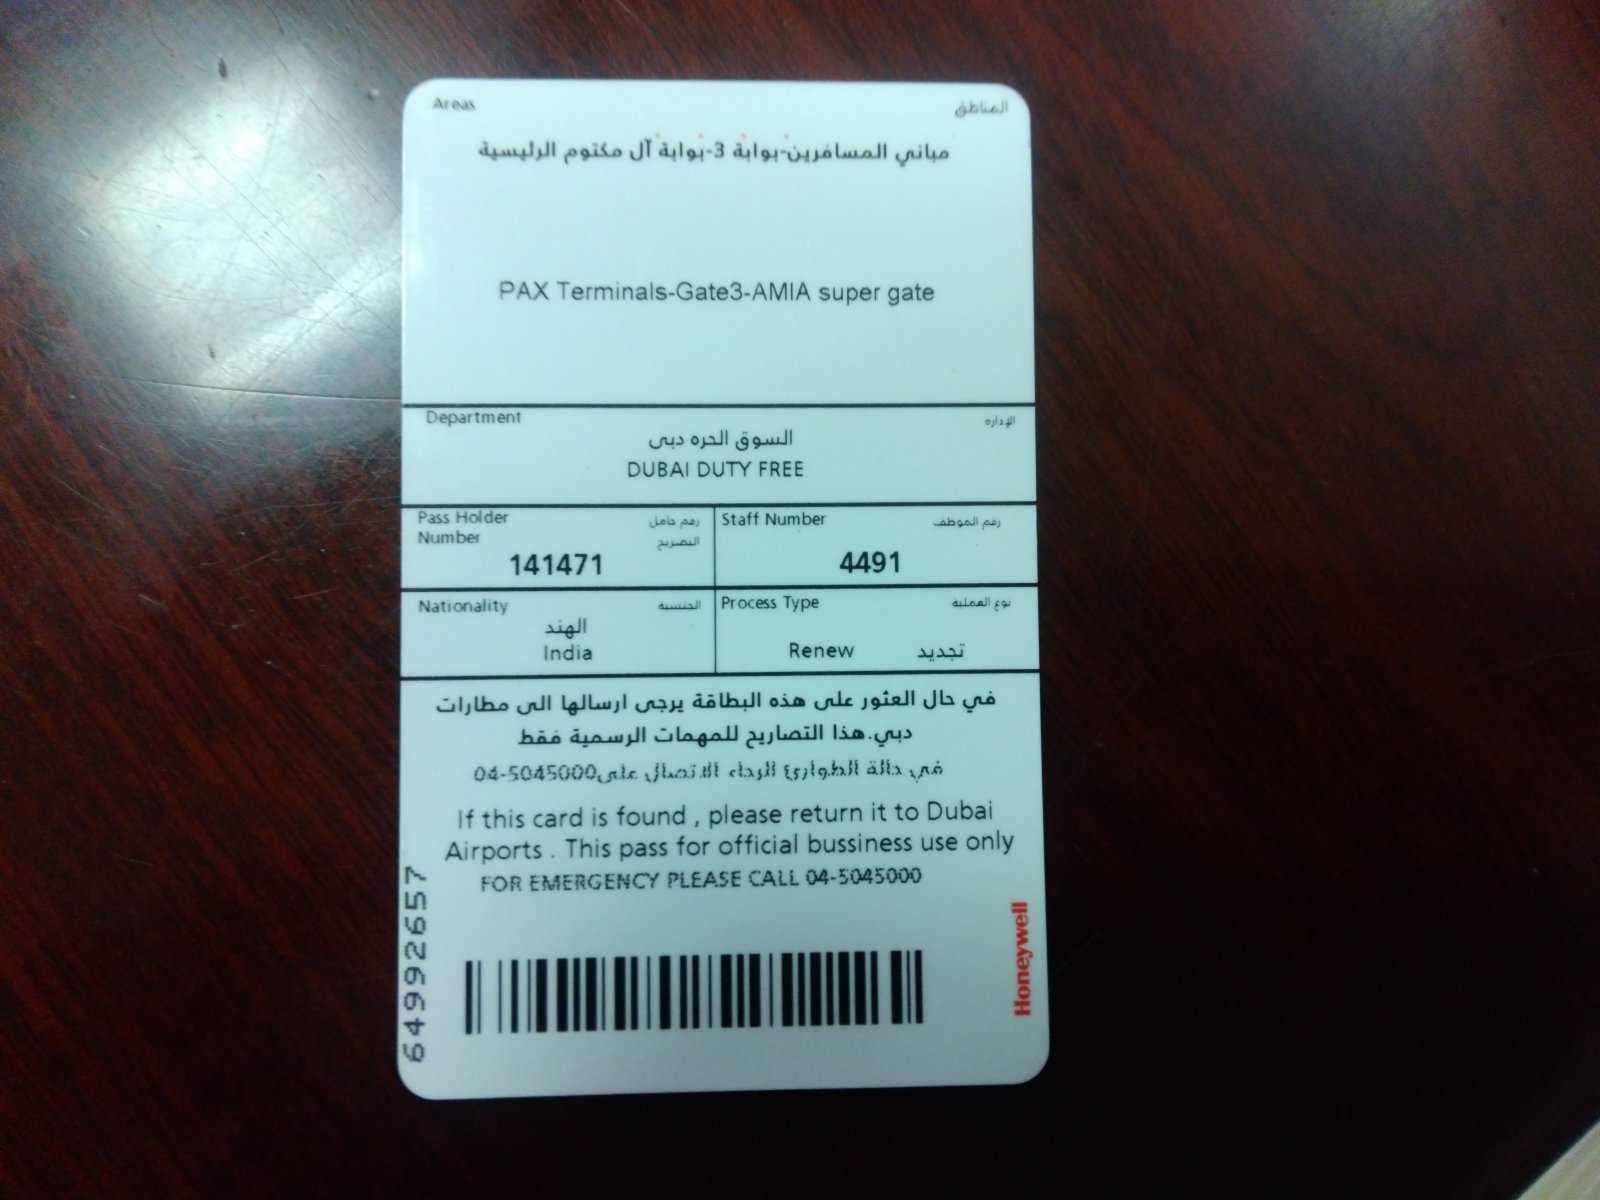 Areas المناطق
مباني المسافرين-بوابة 3-بوابة آل مكتوم الرئيسية
PAX Terminals-Gate3-AMIA super gate
Department الإداره
السوق الحره دبى
DUBAI DUTY FREE
Pass Holder رقم حامل
Number التصريح
141471
Staff Number رقم الموظف
4491
Nationality الجنسية
الهند
India
Process Type نوع العملية
Renew تجديد
في حال العثور على هذه البطاقة يرجى ارسالها الى مطارات
دبي.هذا التصاريح للمهمات الرسمية فقط
في حالة الطوارئ الرجاء الاتصال على04-5045000
If this card is found , please return it to Dubai
Airports . This pass for official bussiness use only
FOR EMERGENCY PLEASE CALL 04-5045000
64992657
Honeywell